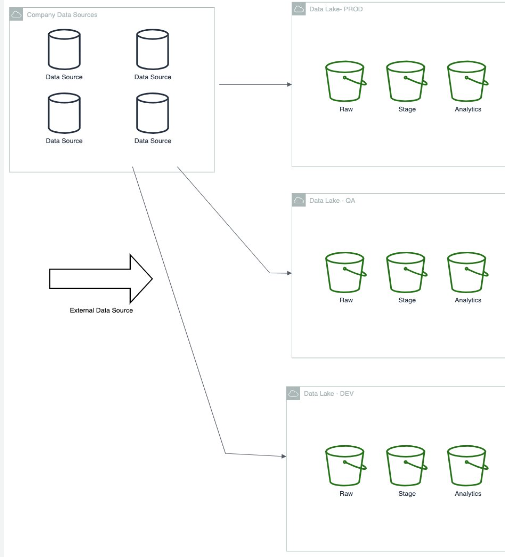 Company Data Sources
Data Source
Data Source
Data Source
Data Source
External Data Source
Data Lake- PROD
Raw
Stage
Analytics
Data Lake - QA
Raw
Stage
Analytics
Data Lake - DEV
Raw
Stage
Analytics